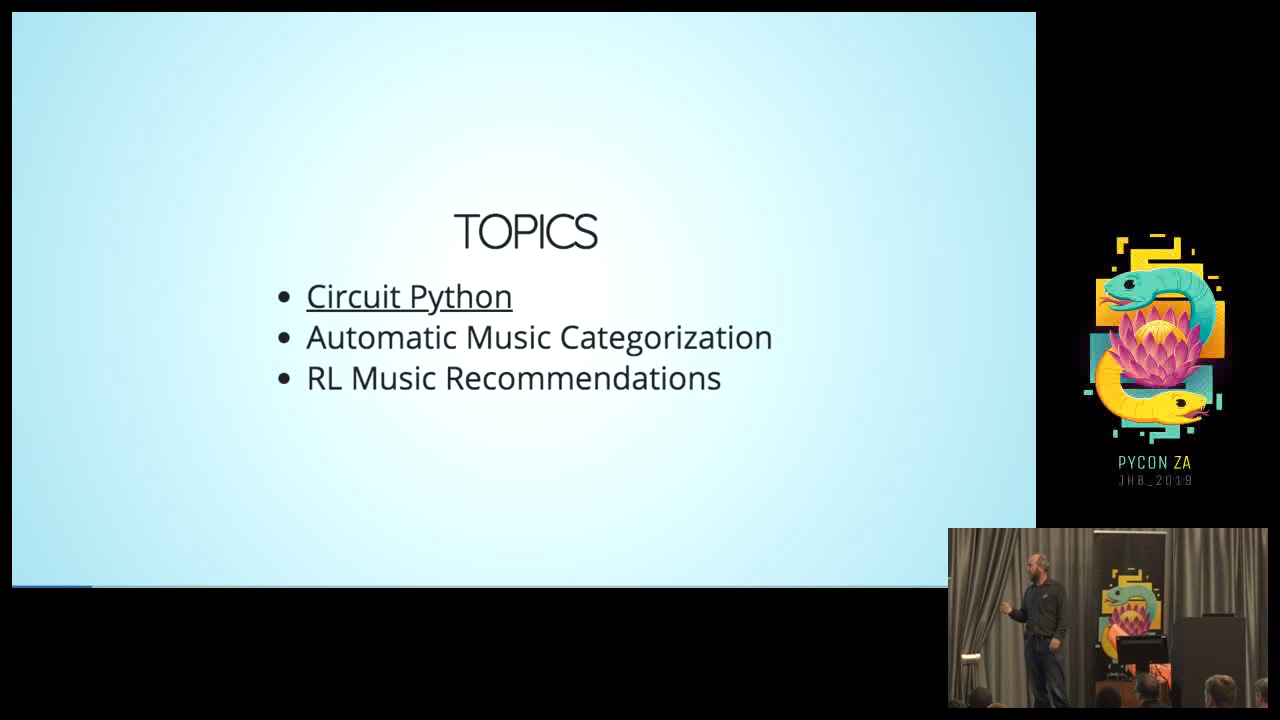 TOPICS
Circuit Python
Automatic Music Categorization
RL Music Recommendations
PYCON ZA
JHB_2019